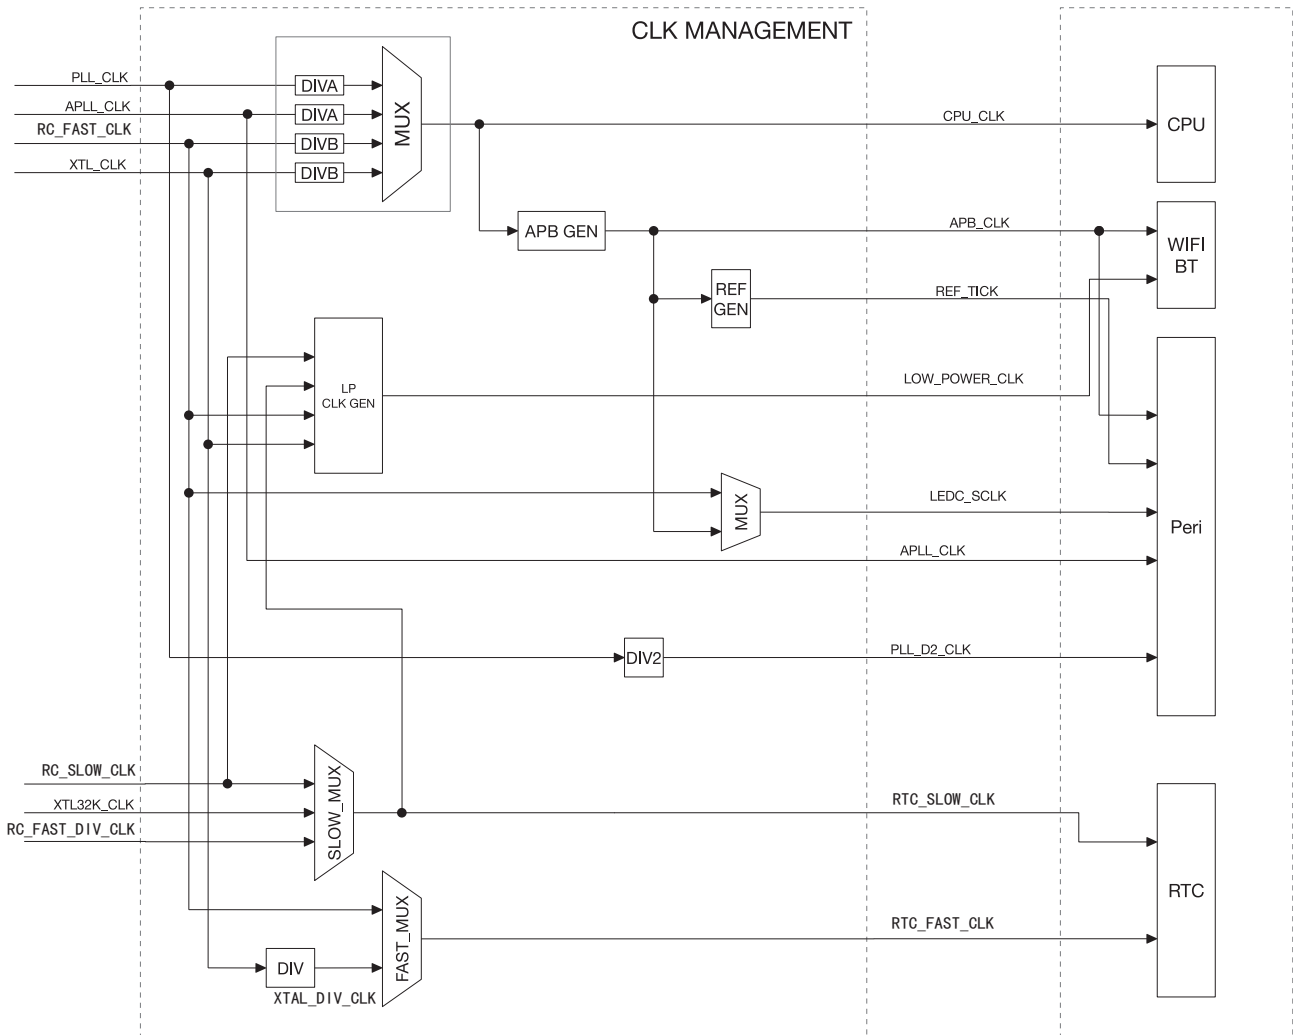 CLK MANAGEMENT
PLL_CLK
DIVA
APLL_CLK
DIVA
RC_FAST_CLK
DIVB
XTL_CLK
DIVB
MUX
CPU_CLK
CPU
APB GEN
APB_CLK
WIFI
BT
REF
GEN
REF_TICK
LP
CLK GEN
LOW_POWER_CLK
MUX
LEDC_SCLK
Peri
APLL_CLK
DIV2
PLL_D2_CLK
RC_SLOW_CLK
XTL32K_CLK
RC_FAST_DIV_CLK
SLOW_MUX
RTC_SLOW_CLK
RTC
FAST_MUX
RTC_FAST_CLK
DIV
XTAL_DIV_CLK